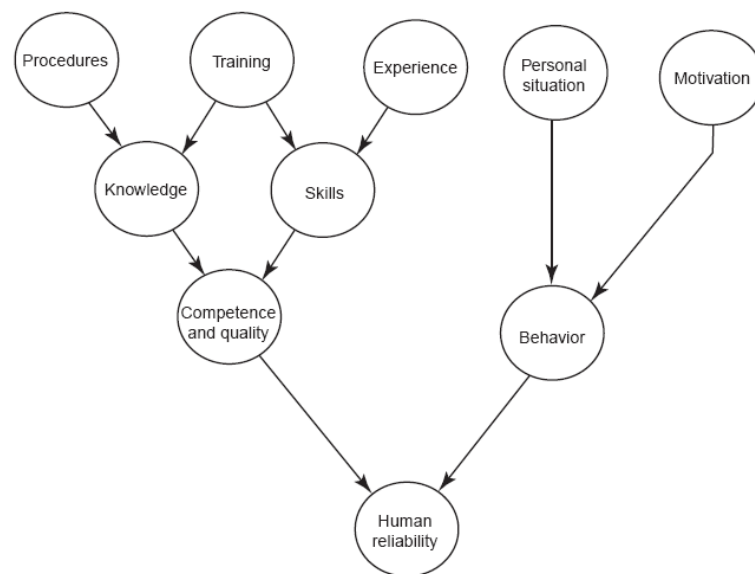 Procedures
Training
Experience
Personal
situation
Motivation
Knowledge
Skills
Competence
and quality
Behavior
Human
reliability